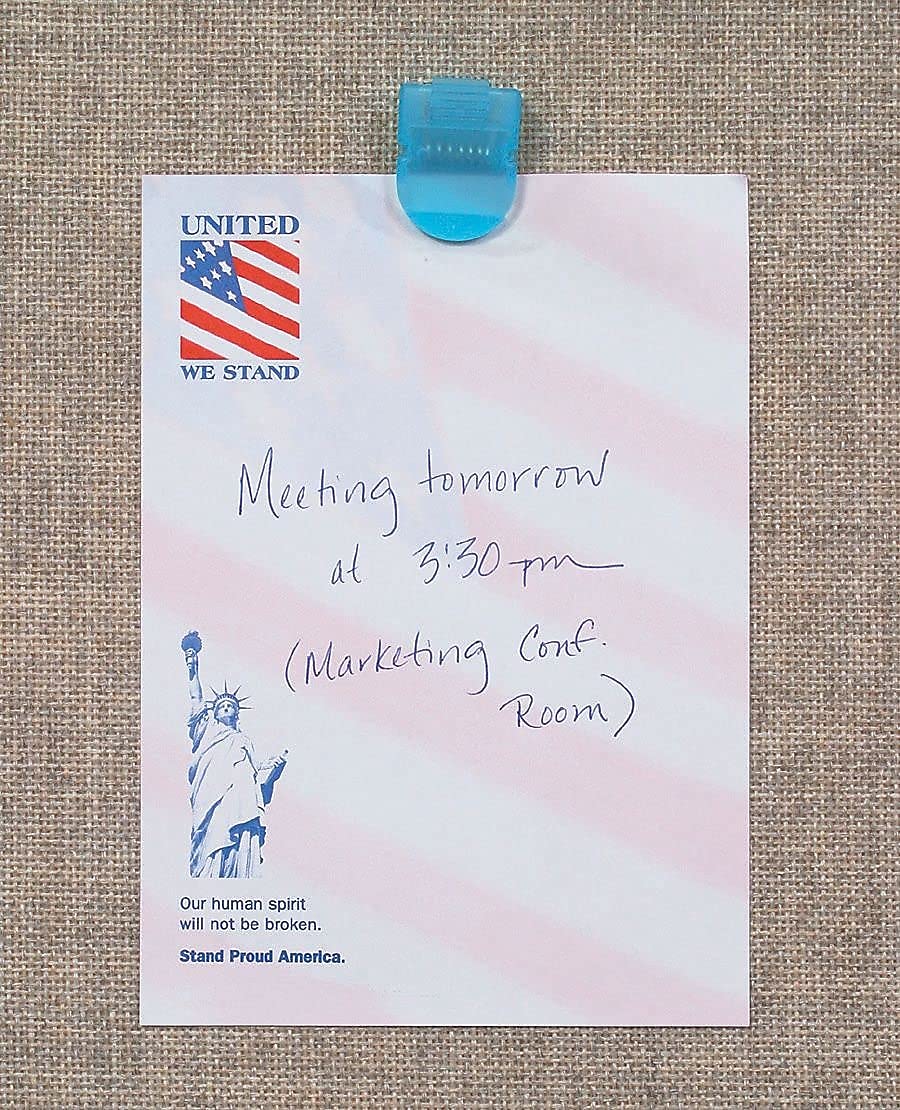 UNITED
WE STAND
Meeting tomorrow
at 3:30 pm
(Marketing Conf.
Room)
Our human spirit
will not be broken.
Stand Proud America.